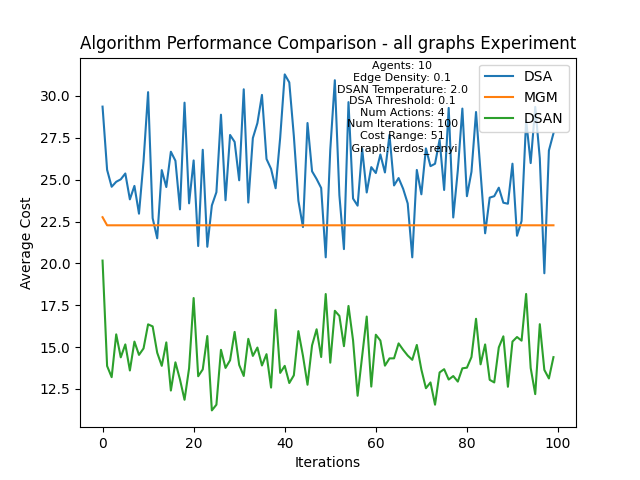 Algorithm Performance Comparison - all graphs Experiment
Agents: 10
Edge Density: 0.1
DSAN Temperature: 2.0
DSA Threshold: 0.1
Num Actions: 4
Num Iterations: 100
Cost Range: 51
Graph: erdos_renyi
DSA
MGM
DSAN
Average Cost
30.0
27.5
25.0
22.5
20.0
17.5
15.0
12.5
0
20
40
60
80
100
Iterations